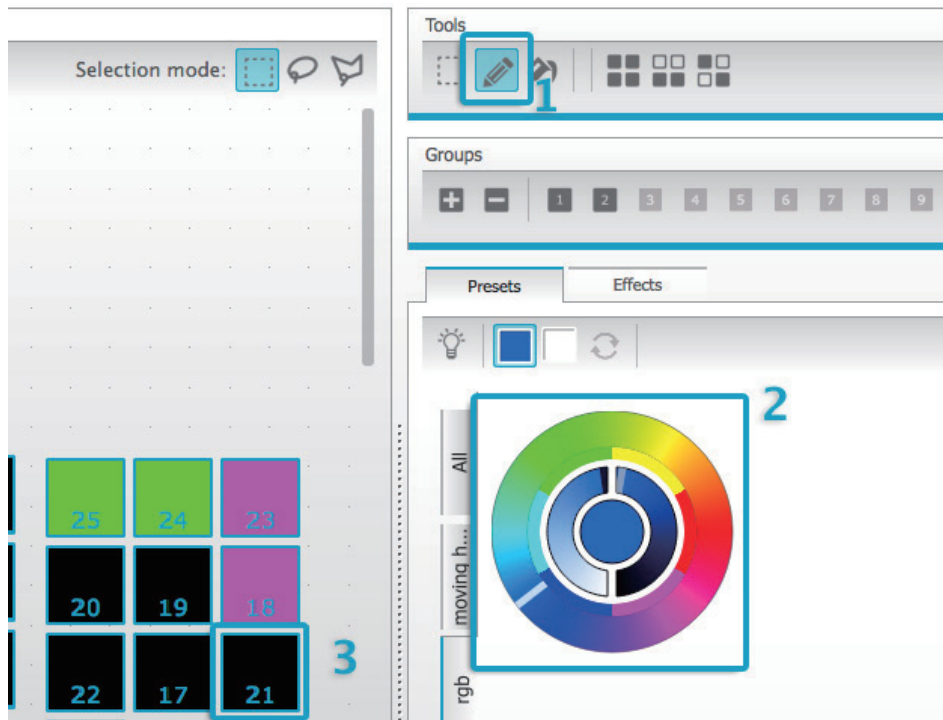 Selection mode:
Tools
1
Groups
1 2 3 4 5 6 7 8 9
Presets Effects
2
All
moving h...
rgb
25 24 23
20 19 18
22 17 21
3